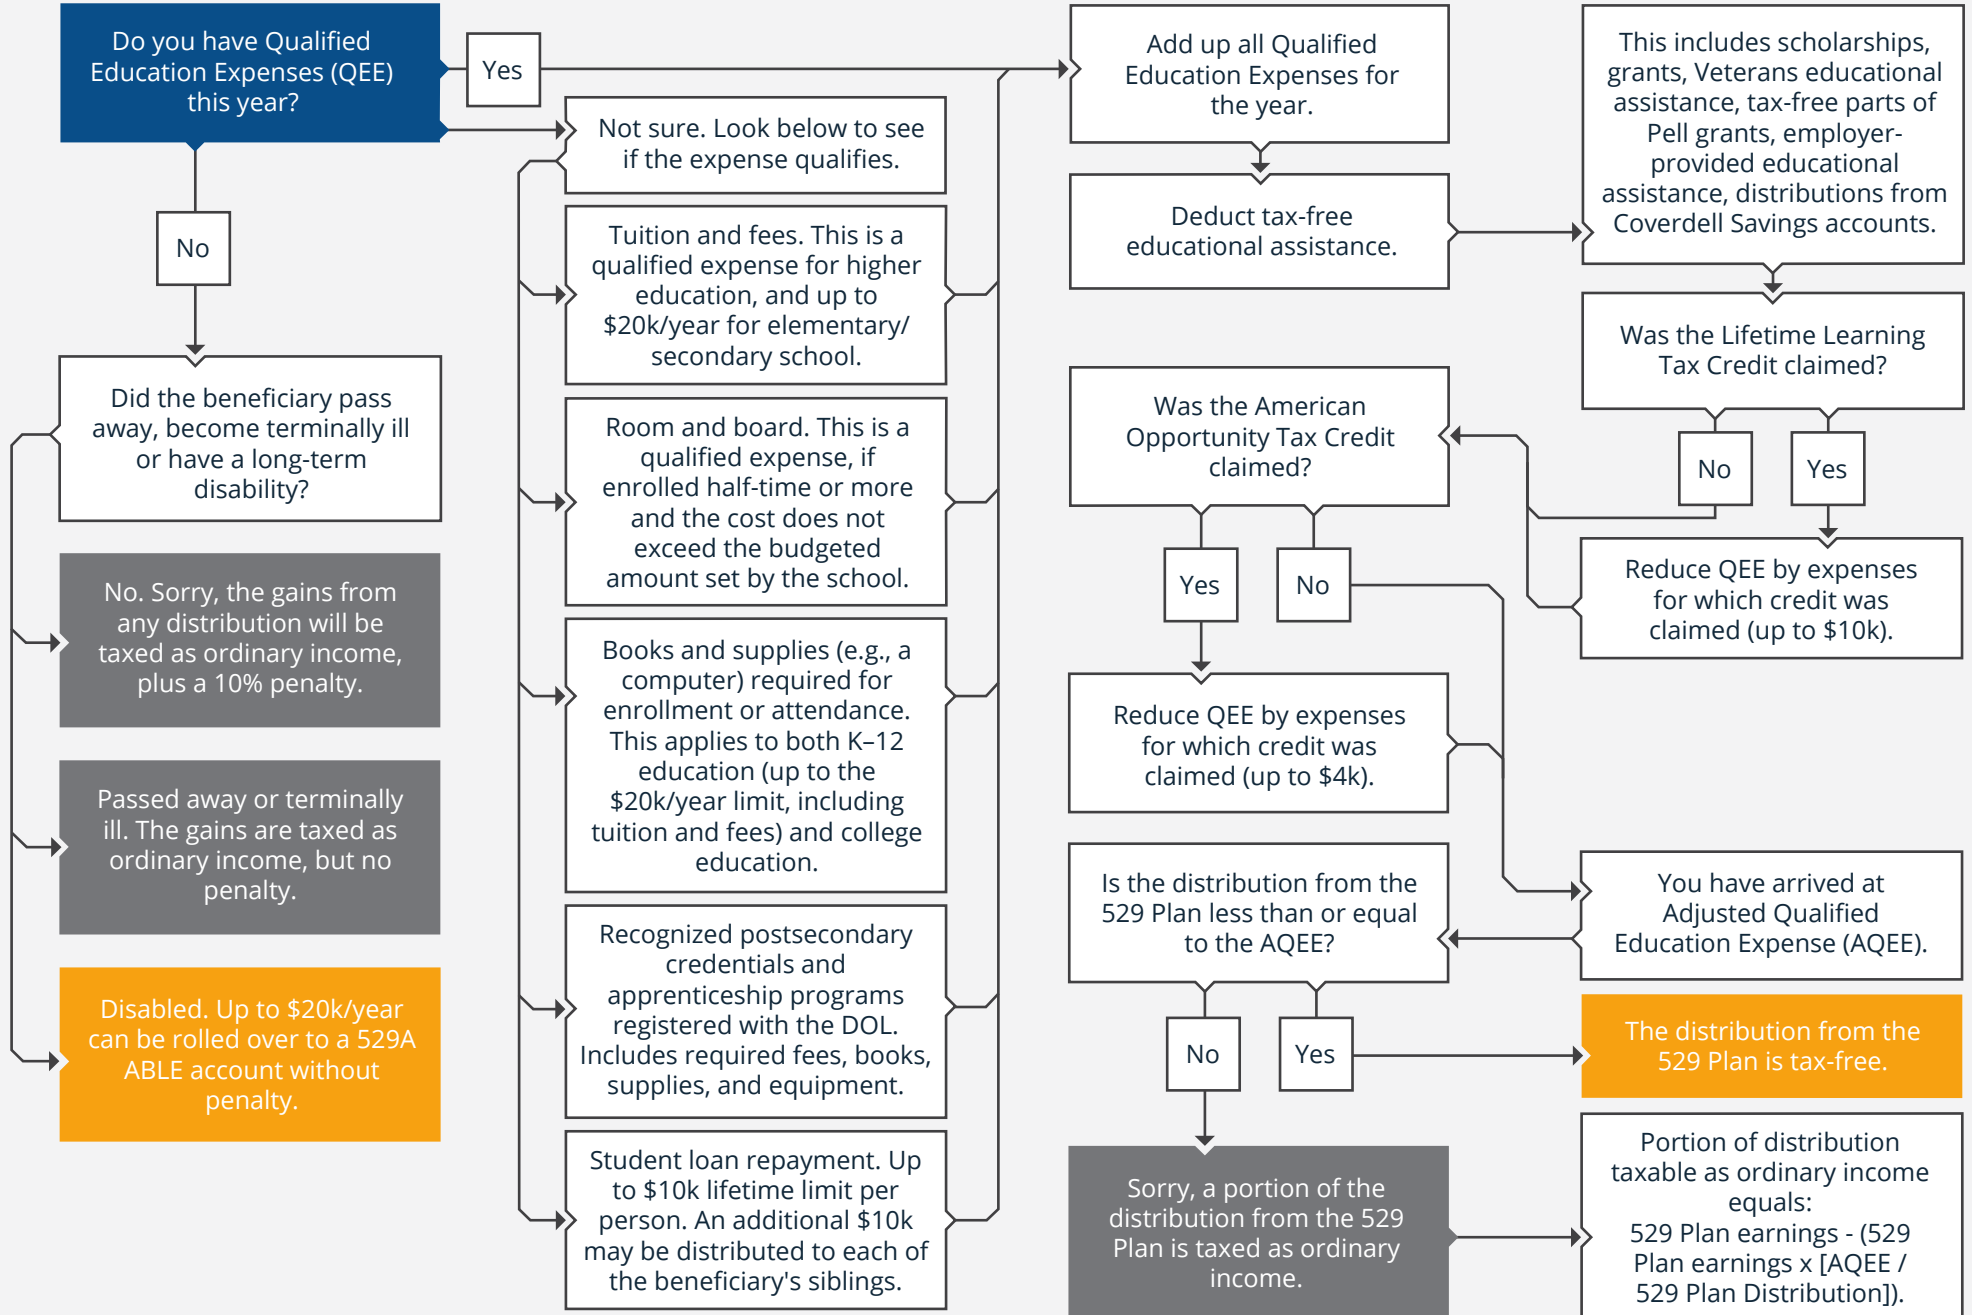 Do you have Qualified
Education Expenses (QEE)
this year?
Yes
No
Did the beneficiary pass
away, become terminally ill
or have a long-term
disability?
No. Sorry, the gains from
any distribution will be
taxed as ordinary income,
plus a 10% penalty.
Passed away or terminally
ill. The gains are taxed as
ordinary income, but no
penalty.
Disabled. Up to $20k/year
can be rolled over to a 529A
ABLE account without
penalty.
Not sure. Look below to see
if the expense qualifies.
Tuition and fees. This is a
qualified expense for higher
education, and up to
$20k/year for elementary/
secondary school.
Room and board. This is a
qualified expense, if
enrolled half-time or more
and the cost does not
exceed the budgeted
amount set by the school.
Books and supplies (e.g., a
computer) required for
enrollment or attendance.
This applies to both K–12
education (up to the
$20k/year limit, including
tuition and fees) and college
education.
Recognized postsecondary
credentials and
apprenticeship programs
registered with the DOL.
Includes required fees, books,
supplies, and equipment.
Student loan repayment. Up
to $10k lifetime limit per
person. An additional $10k
may be distributed to each of
the beneficiary's siblings.
Add up all Qualified
Education Expenses for
the year.
Deduct tax-free
educational assistance.
This includes scholarships,
grants, Veterans educational
assistance, tax-free parts of
Pell grants, employer-
provided educational
assistance, distributions from
Coverdell Savings accounts.
Was the Lifetime Learning
Tax Credit claimed?
No
Yes
Reduce QEE by expenses
for which credit was
claimed (up to $10k).
Was the American
Opportunity Tax Credit
claimed?
Yes
No
Reduce QEE by expenses
for which credit was
claimed (up to $4k).
You have arrived at
Adjusted Qualified
Education Expense (AQEE).
Is the distribution from the
529 Plan less than or equal
to the AQEE?
No
Yes
The distribution from the
529 Plan is tax-free.
Sorry, a portion of the
distribution from the 529
Plan is taxed as ordinary
income.
Portion of distribution
taxable as ordinary income
equals:
529 Plan earnings - (529
Plan earnings x [AQEE /
529 Plan Distribution]).